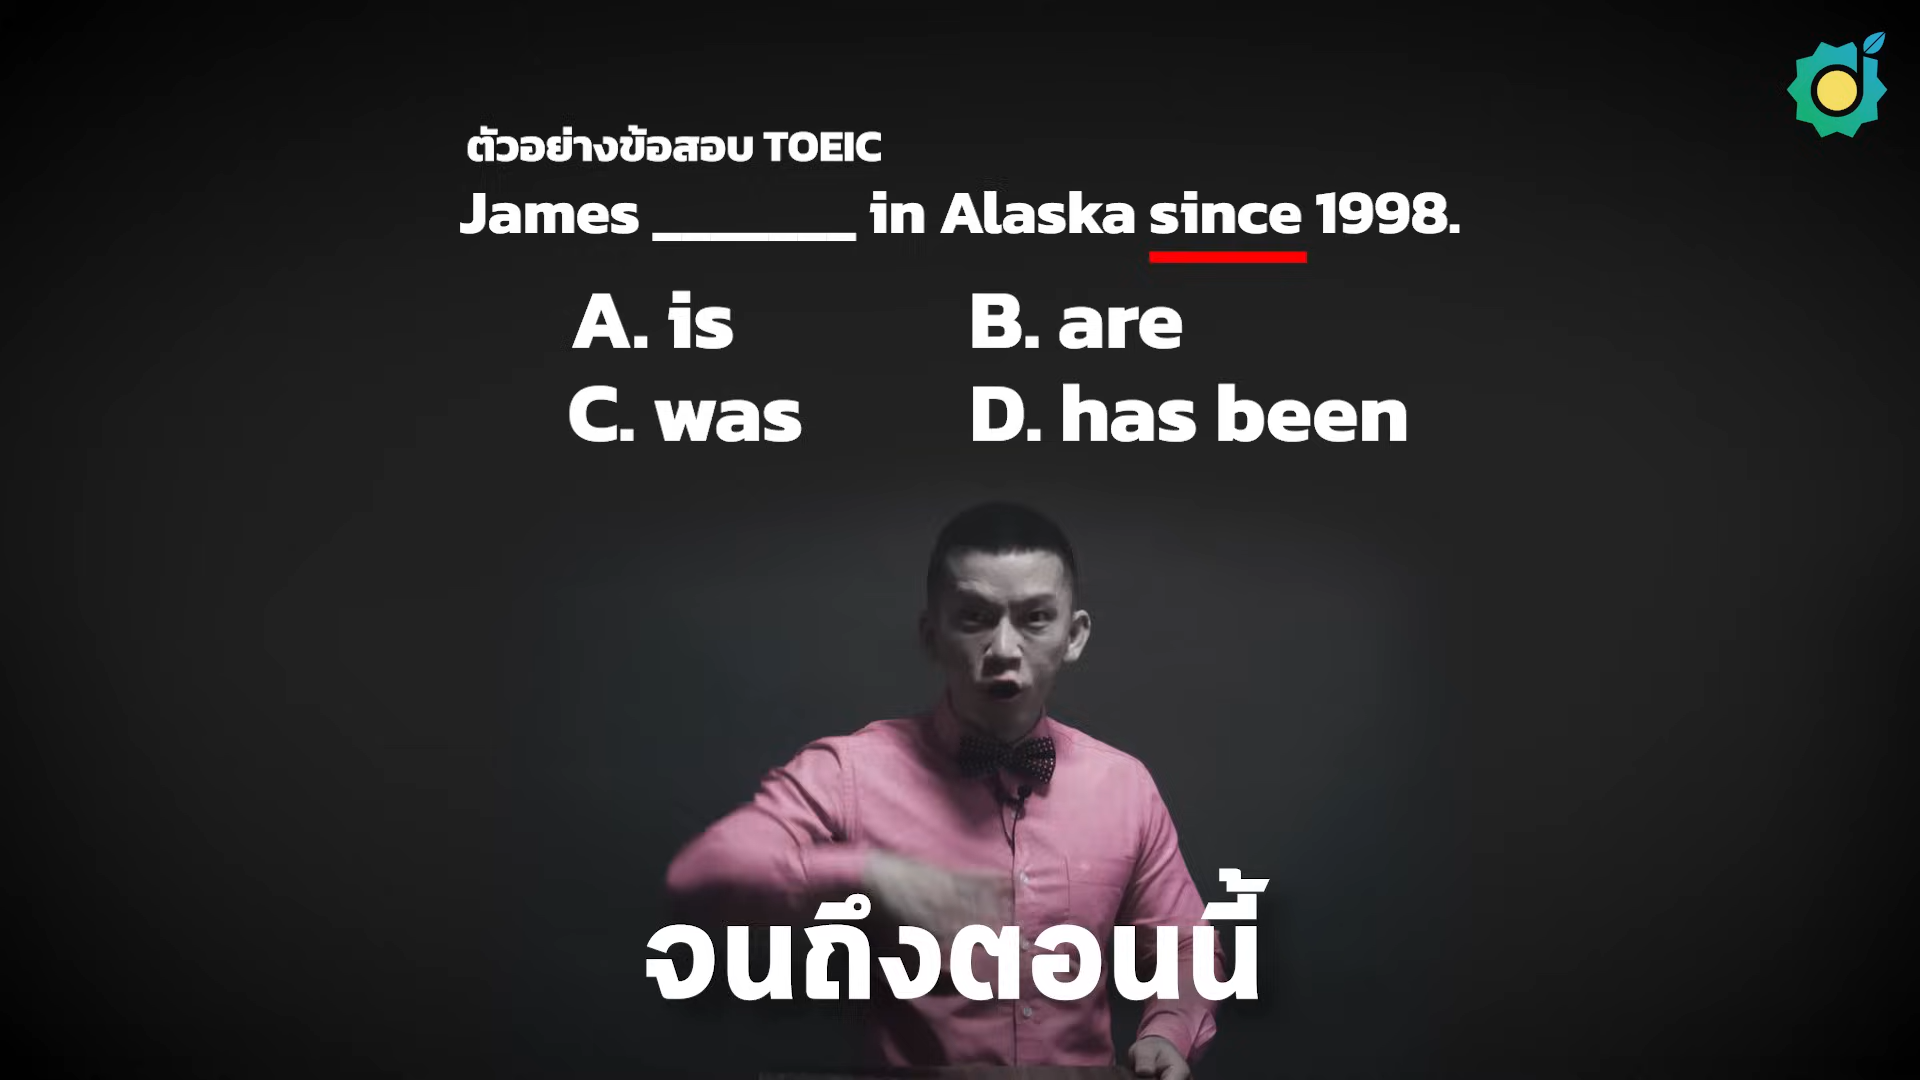 ตัวอย่างข้อสอบ TOEIC
James ______ in Alaska since 1998.
A. is B. are
C. was D. has been
จนถึงตอนนี้